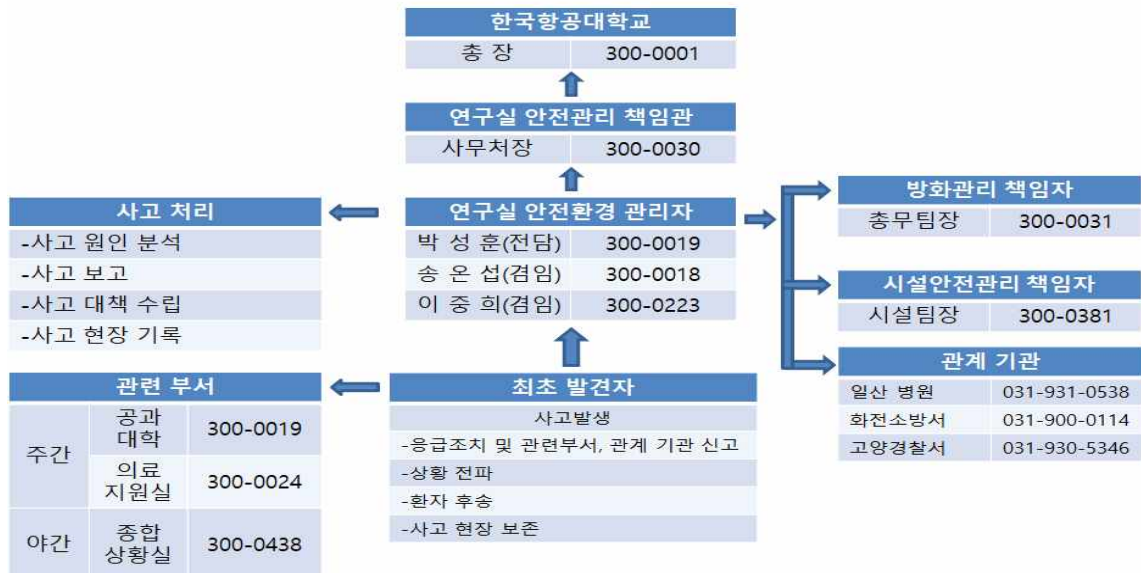 한국항공대학교
총 장 300-0001
연구실 안전관리 책임관
사무처장 300-0030
사고 처리
-사고 원인 분석
-사고 보고
-사고 대책 수립
-사고 현장 기록
연구실 안전환경 관리자
박 성 훈(전담) 300-0019
송 온 섭(겸임) 300-0018
이 중 희(겸임) 300-0223
방화관리 책임자
총무팀장 300-0031
시설안전관리 책임자
시설팀장 300-0381
관계 기관
일산 병원 031-931-0538
화전소방서 031-900-0114
고양경찰서 031-930-5346
관련 부서
주간
공과
대학
300-0019
의료
지원실
300-0024
야간
종합
상황실
300-0438
최초 발견자
사고발생
-응급조치 및 관련부서, 관계 기관 신고
-상황 전파
-환자 후송
-사고 현장 보존